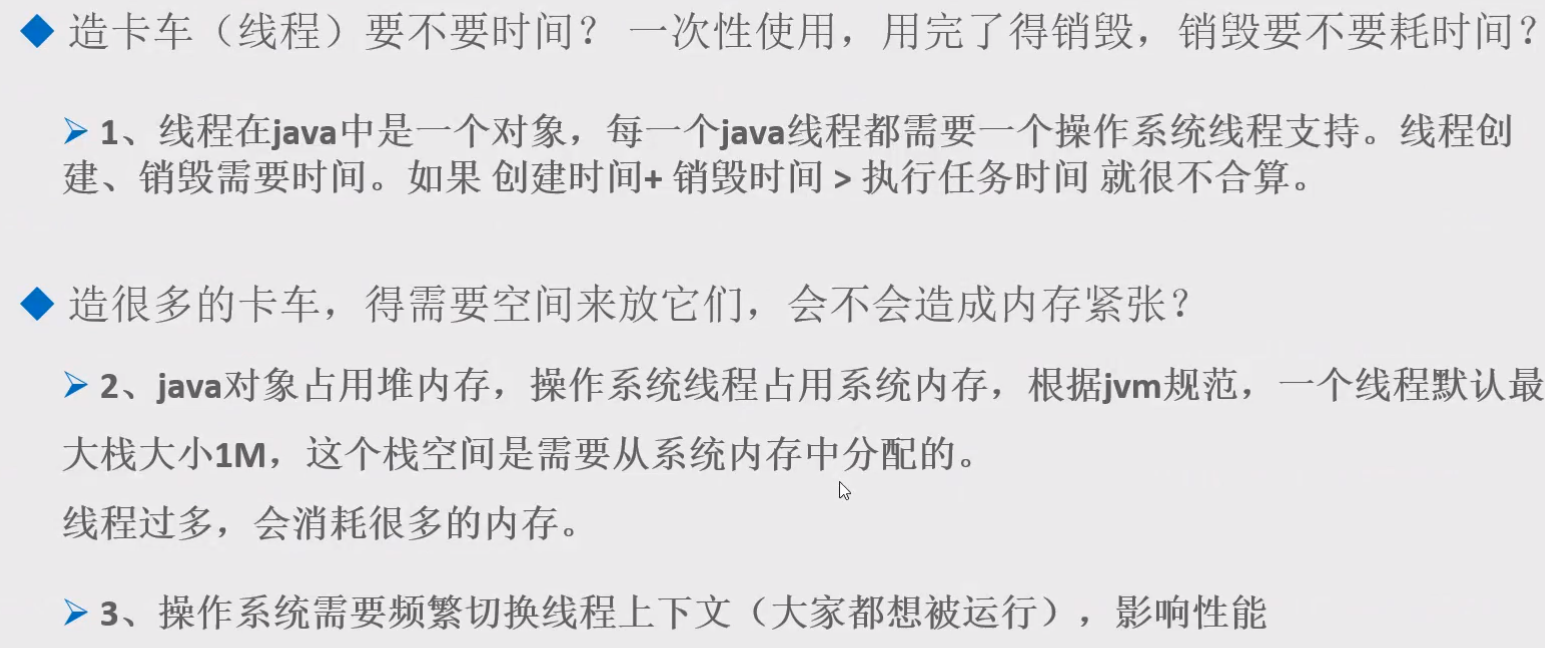 造卡车（线程）要不要时间？ 一次性使用，用完了得销毁，销毁要不要耗时间？
1、线程在java中是一个对象，每一个java线程都需要一个操作系统线程支持。线程创
建、销毁需要时间。如果 创建时间+ 销毁时间 > 执行任务时间 就很不合算。
造很多的卡车，得需要空间来放它们，会不会造成内存紧张？
2、java对象占用堆内存，操作系统线程占用系统内存，根据jvm规范，一个线程默认最
大栈大小1M，这个栈空间是需要从系统内存中分配的。
线程过多，会消耗很多的内存。
3、操作系统需要频繁切换线程上下文（大家都想被运行），影响性能